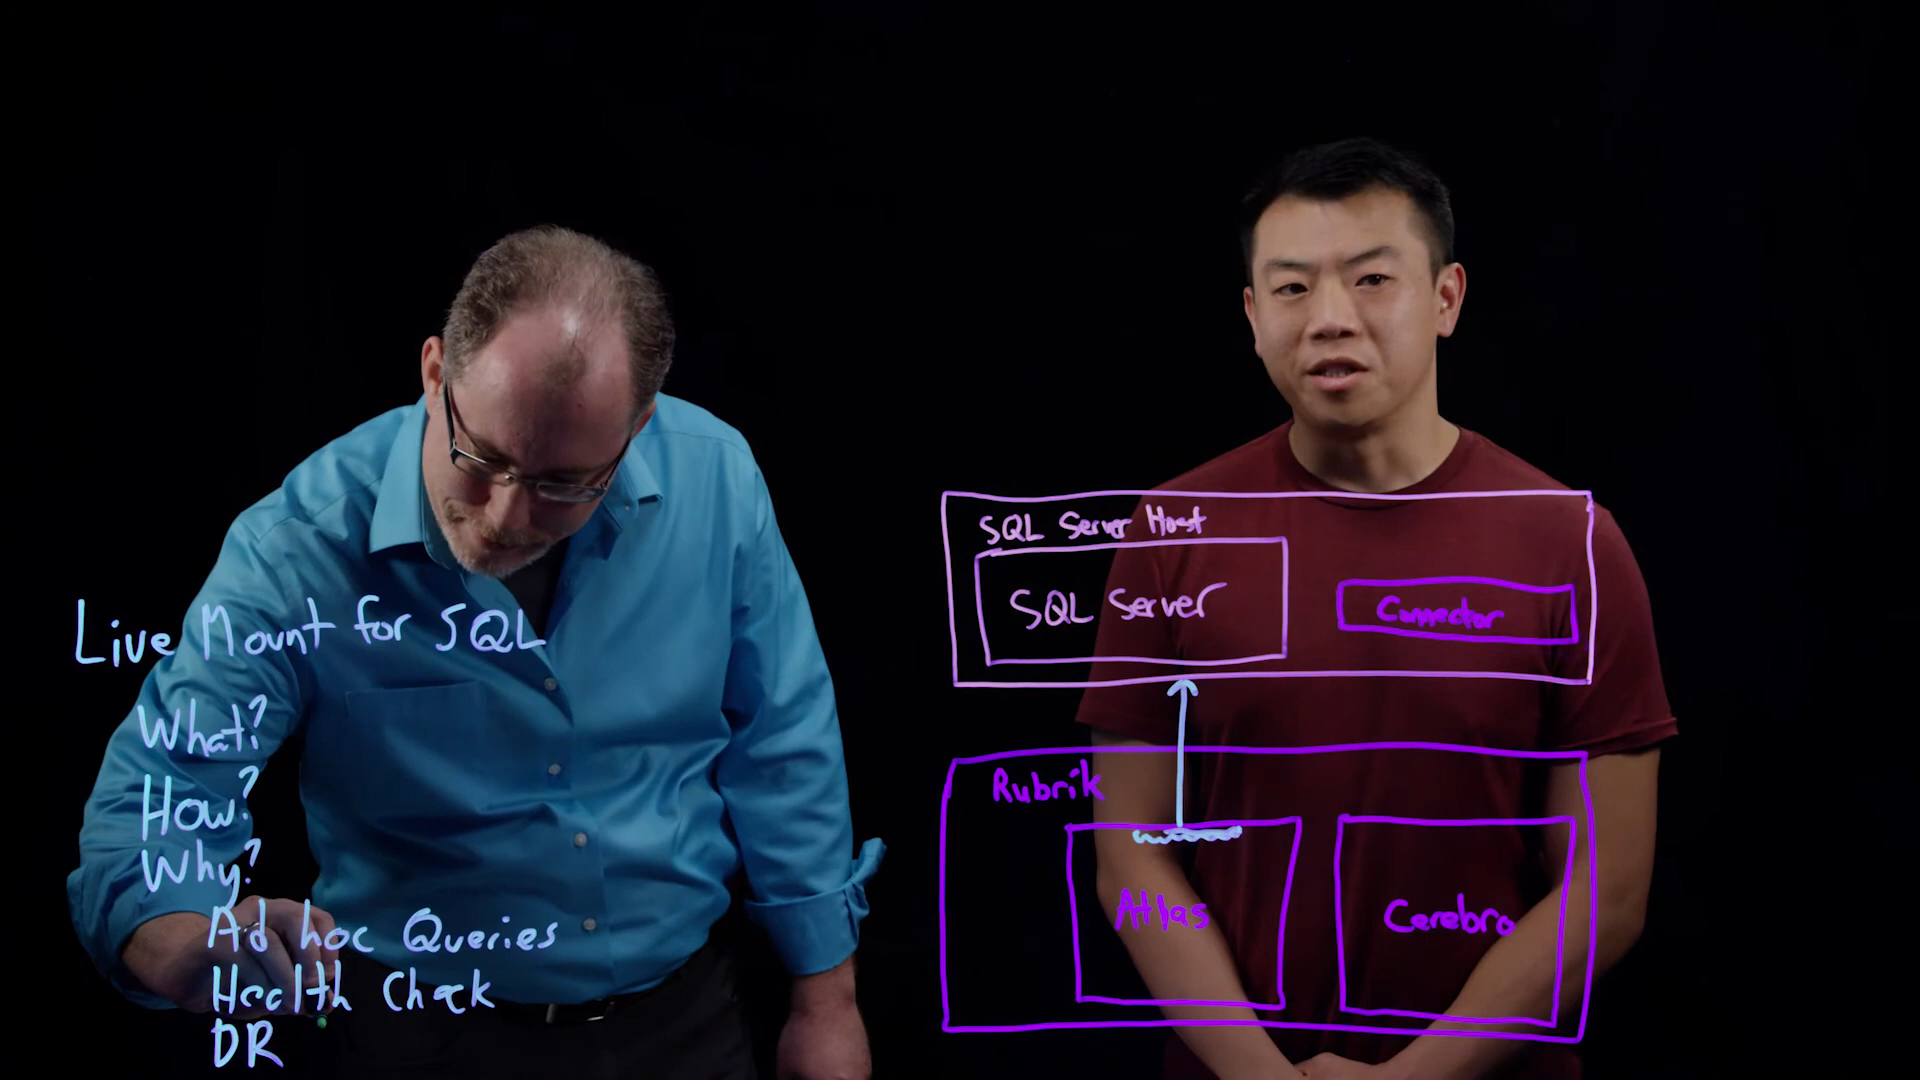 Live Mount for SQL
What?
How?
Why?
Ad hoc Queries
Health Check
DR
SQL Server Host
SQL Server
Connector
Rubrik
Atlas
Cerebro